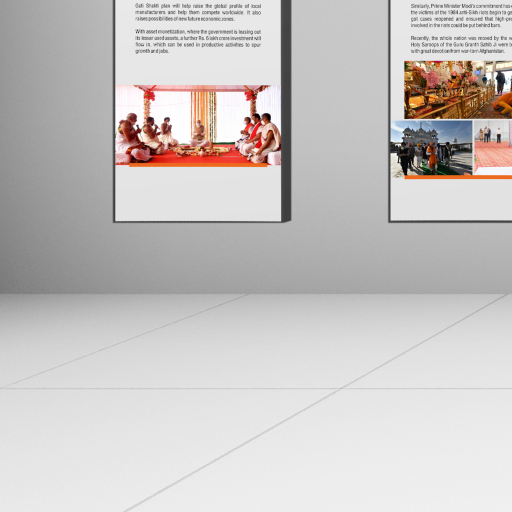 Gati Shakti plan will help raise the global profile of local
manufacturers and help them compete worldwide. It also
raises possibilities of new future economic zones.
With asset monetization, where the government is leasing out
its lesser used assets, a further Rs. 6 lakh crore investment will
flow in, which can be used in productive activities to spur
growth and jobs.
Similarly, Prime Minister Modi's commitment has
the victims of the 1984 anti-Sikh riots begin to ge
got cases reopened and ensured that high-pro
involved in the riots could be put behind bars.
Recently, the whole nation was moved by the w
Holy Saroops of the Guru Granth Sahib Ji were b
with great devotion from war-torn Afghanistan.